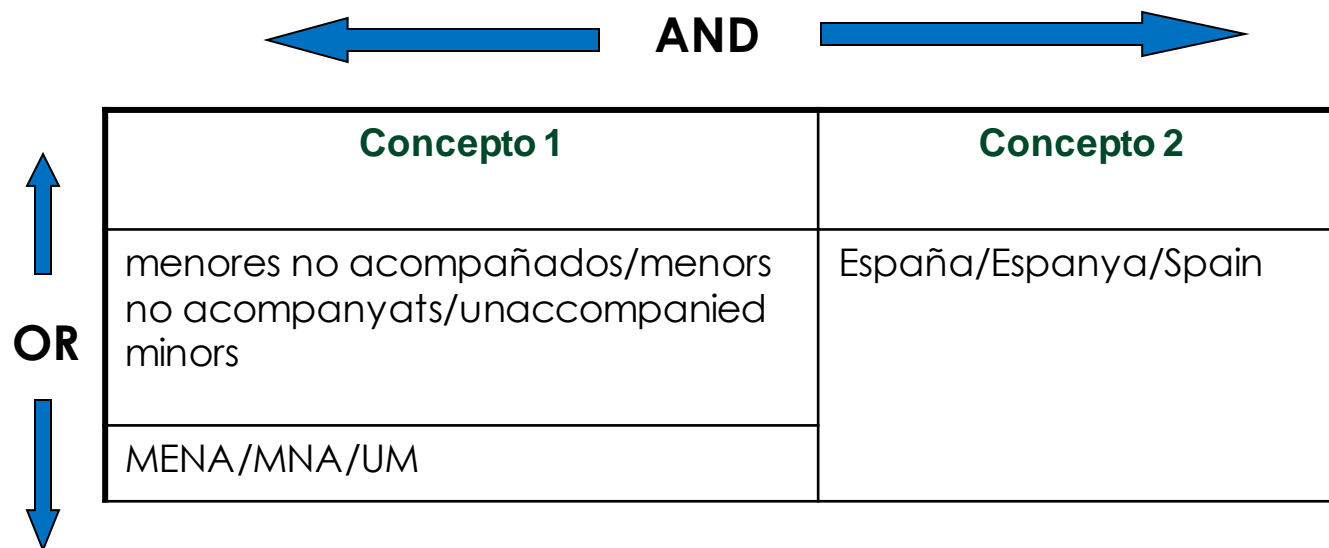 AND
Concepto 1
Concepto 2
OR
menores no acompañados/menors
no acompanyats/unaccompanied
minors
España/Espanya/Spain
MENA/MNA/UM